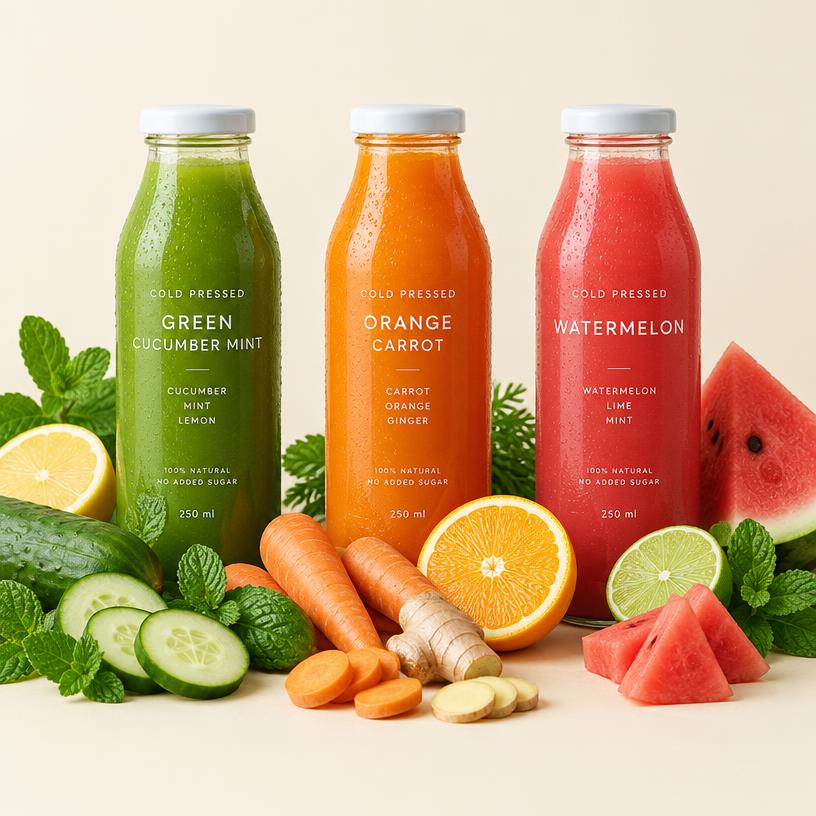 COLD PRESSED
GREEN
CUCUMBER MINT
CUCUMBER
MINT
LEMON
100% NATURAL
NO ADDED SUGAR
250 ml
COLD PRESSED
ORANGE
CARROT
CARROT
ORANGE
GINGER
100% NATURAL
NO ADDED SUGAR
250 ml
COLD PRESSED
WATERMELON
WATERMELON
LIME
MINT
100% NATURAL
NO ADDED SUGAR
250 ml